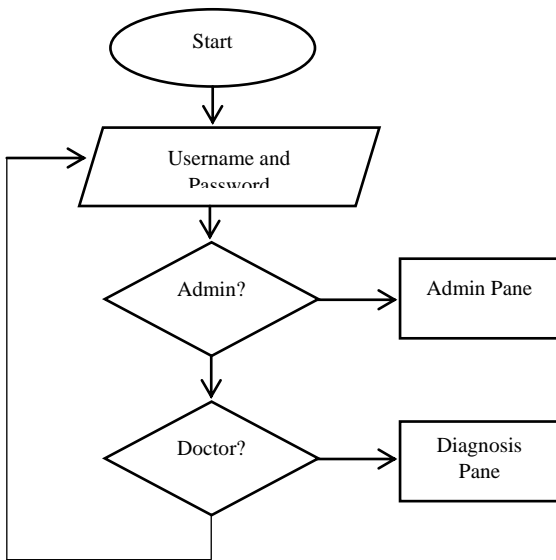 Start
Username and
Password
Admin?
Admin Pane
Doctor?
Diagnosis
Pane